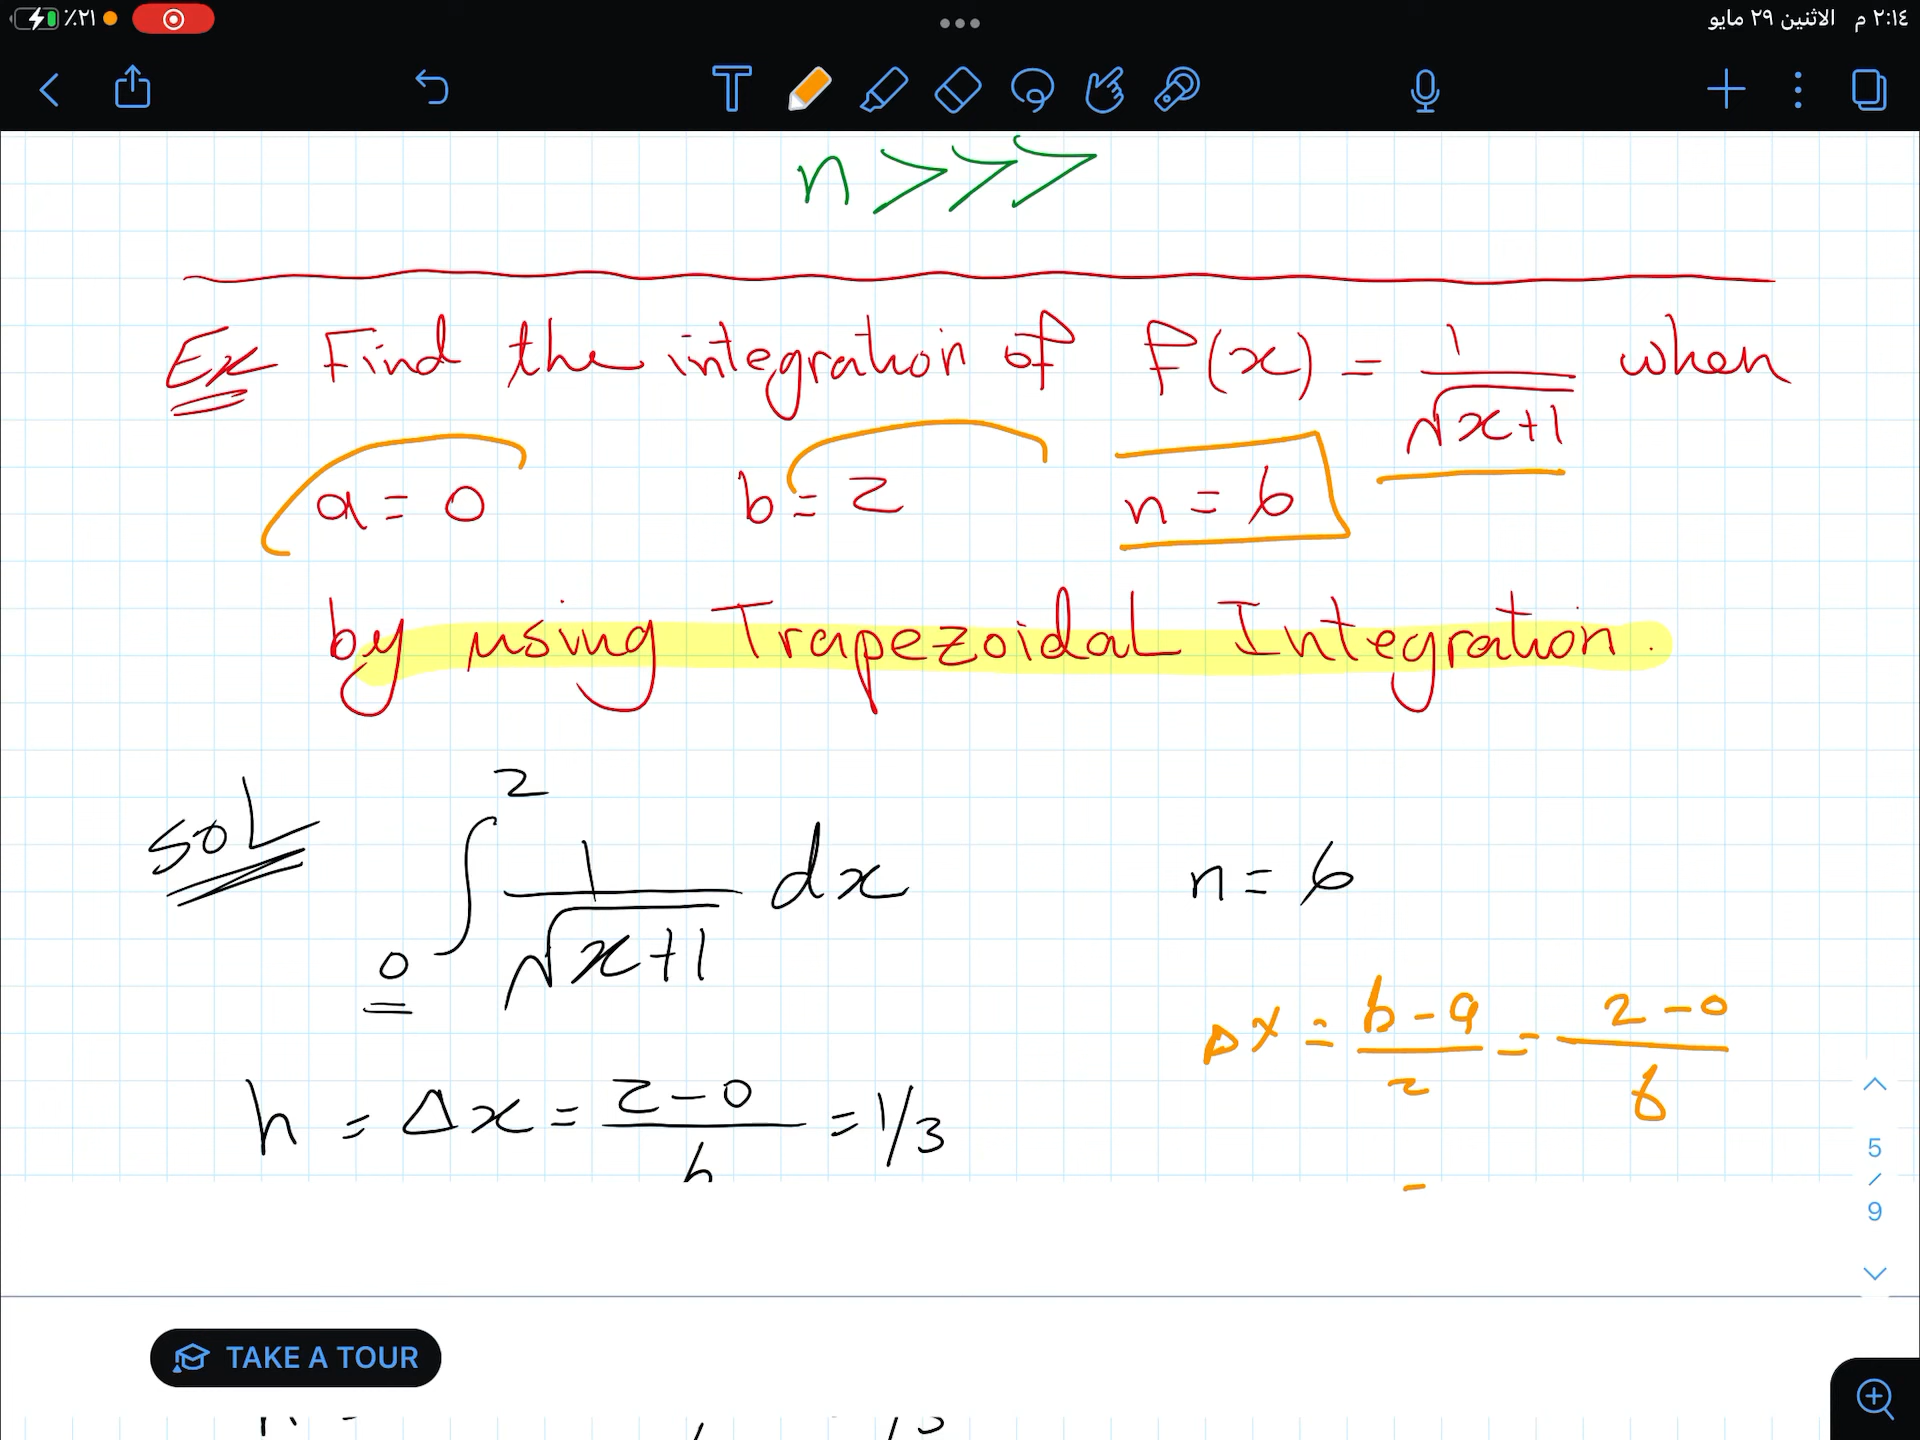 ٪٢١ ٢:١٤ م الاثنين ٢٩ مايو
n >>>
Ex Find the integration of f(x) = 1/√(x+1) when
a = 0 b = 2 n = 6
by using Trapezoidal Integration.
SOL ∫₀² 1/√(x+1) dx n = 6
Δx = (b-a)/2 = (2-0)/6
h = Δx = (2-0)/6 = 1/3
5
/
9
TAKE A TOUR